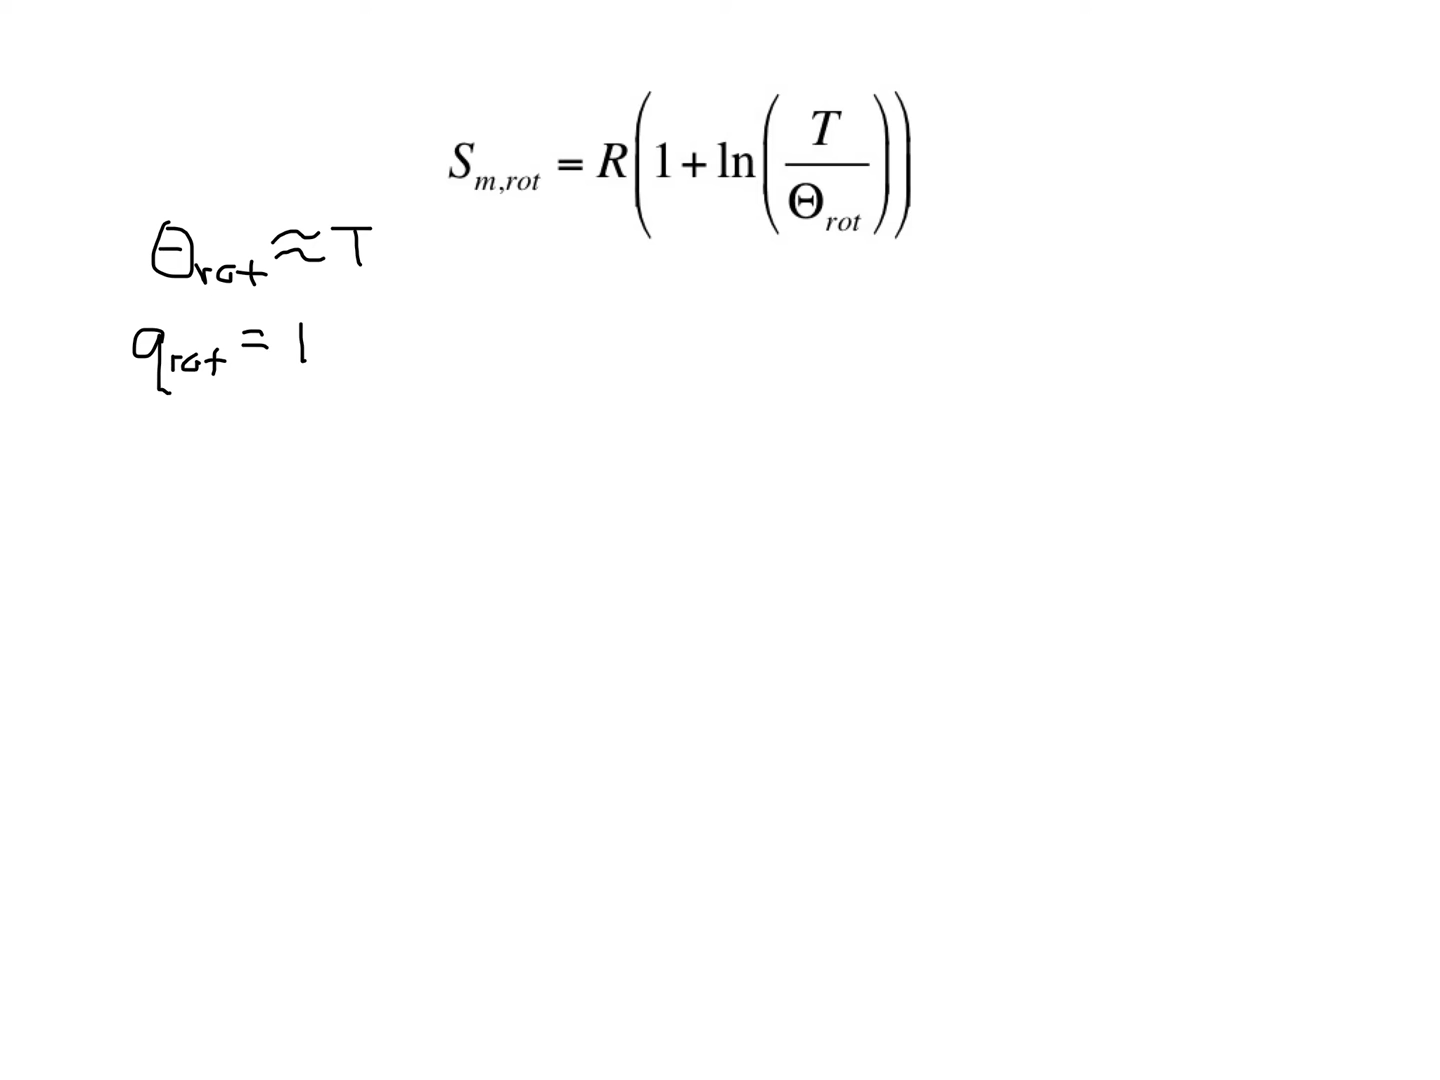 S_{m,rot} = R(1 + ln(T/Θ_{rot}))
θ_{rot} ≈ T
q_{rot} = 1